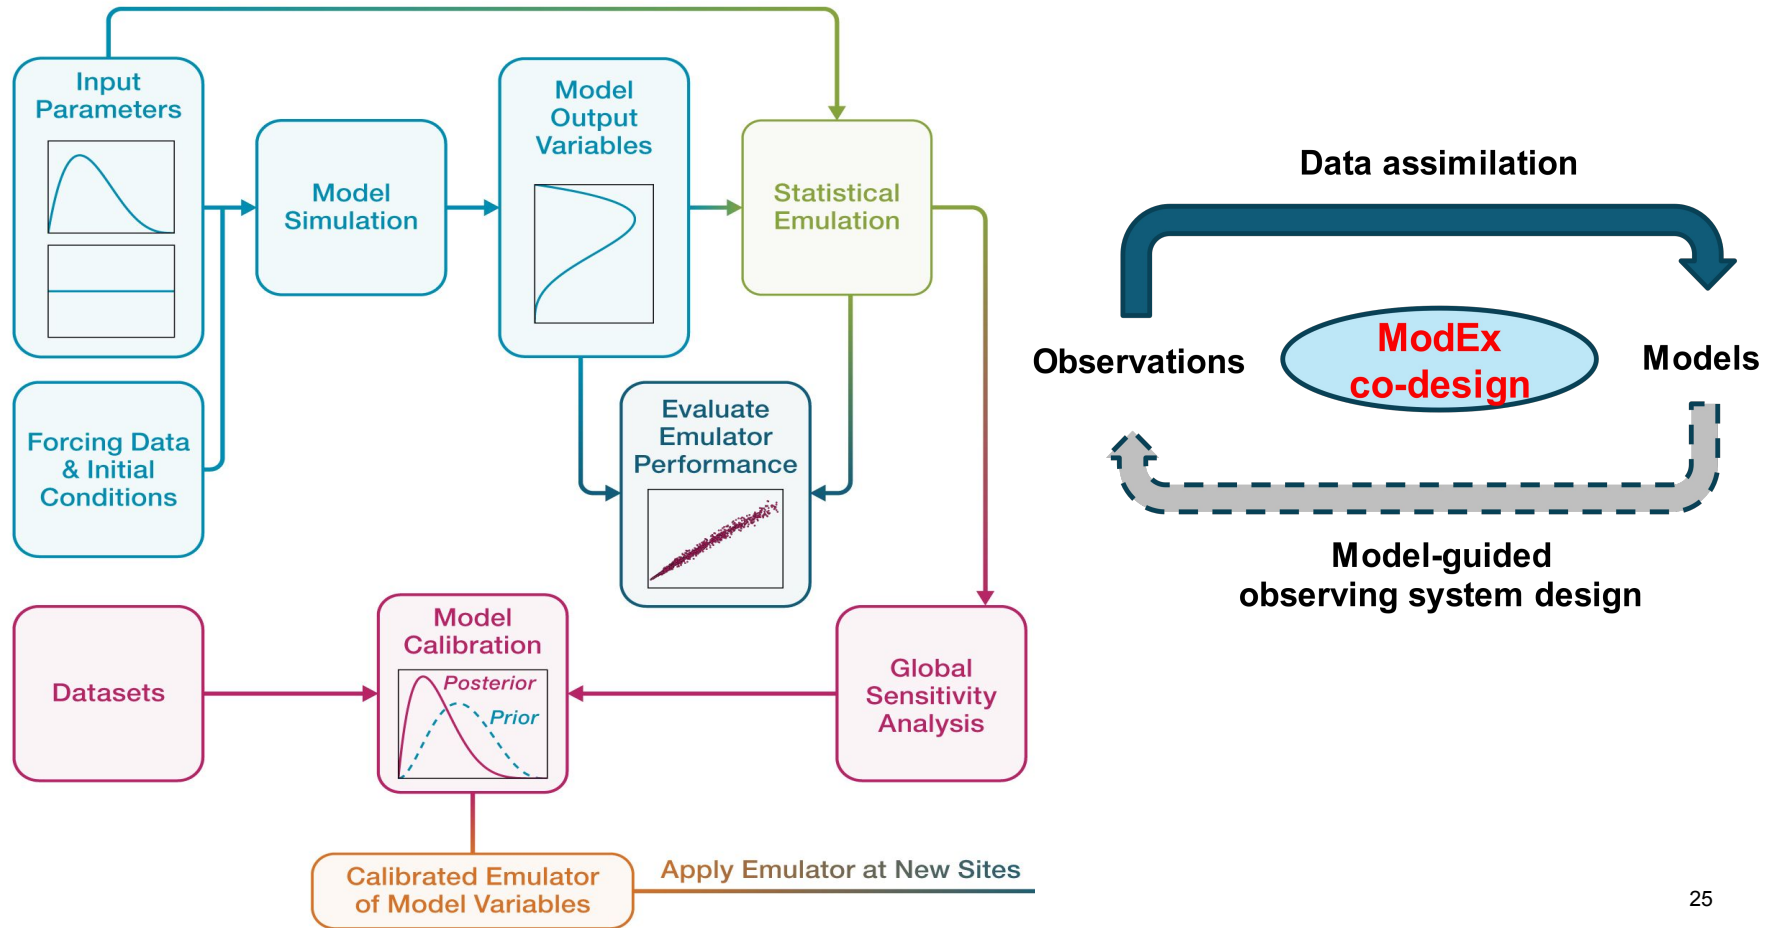 Input
Parameters
Model
Simulation
Model
Output
Variables
Statistical
Emulation
Forcing Data
& Initial
Conditions
Evaluate
Emulator
Performance
Datasets
Model
Calibration
Posterior
Prior
Global
Sensitivity
Analysis
Calibrated Emulator
of Model Variables
Apply Emulator at New Sites
Data assimilation
Observations
ModEx
co-design
Models
Model-guided
observing system design
25